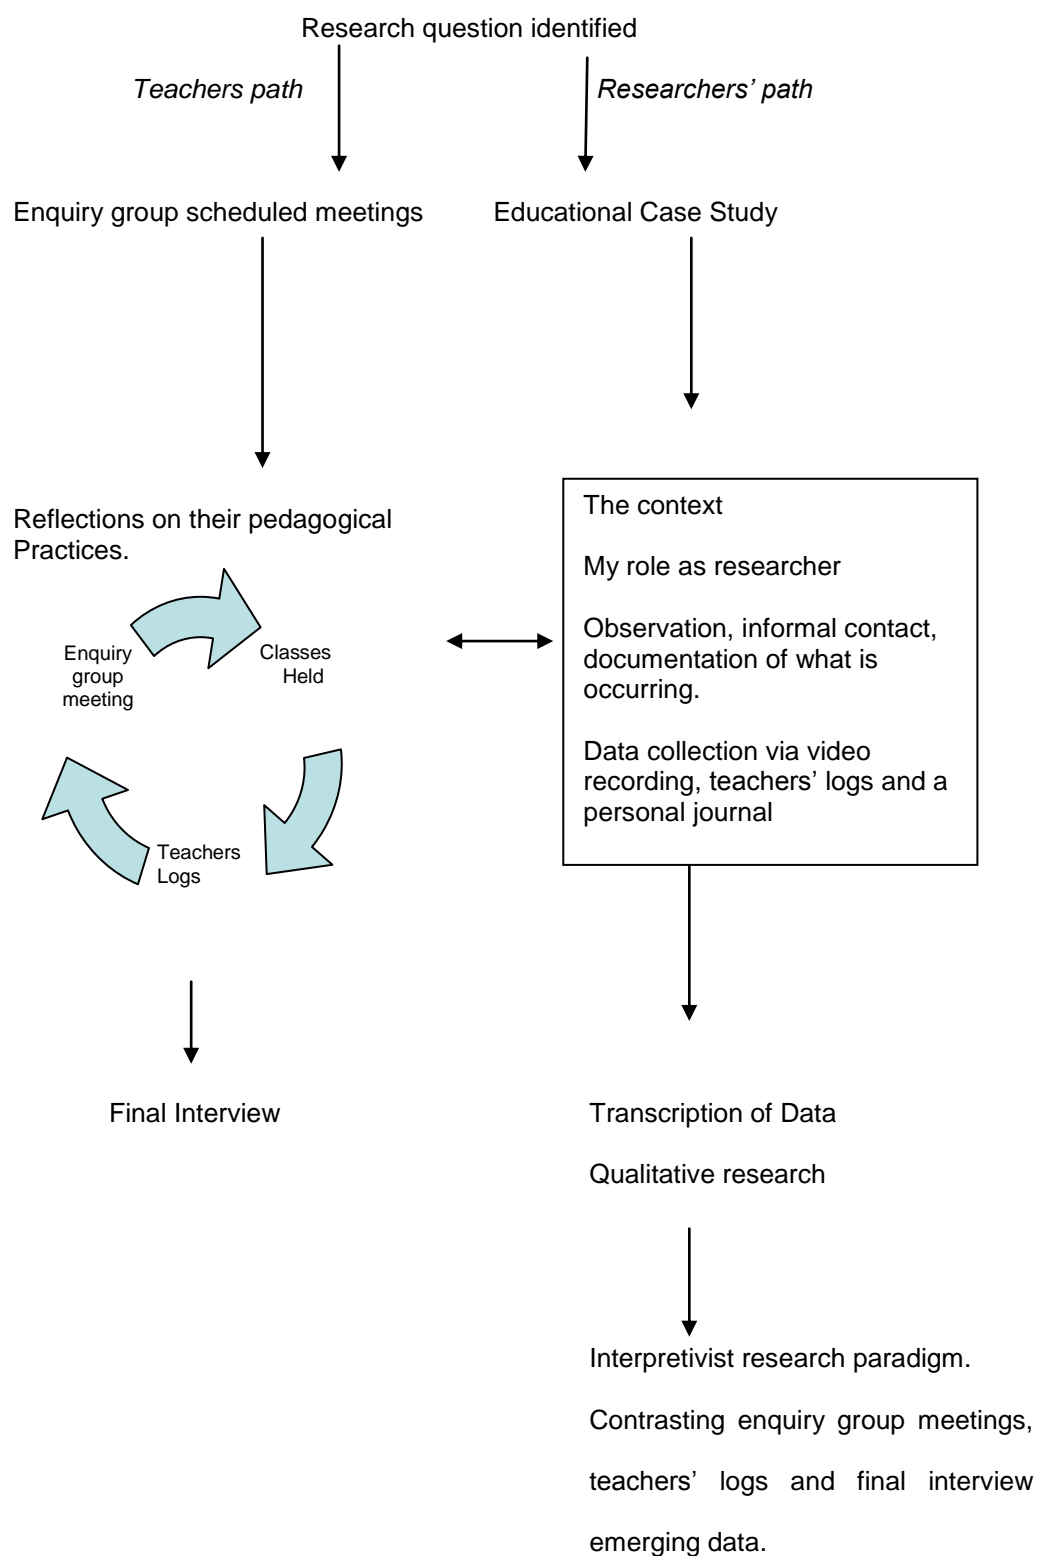 Research question identified
Teachers path
Researchers’ path
Enquiry group scheduled meetings
Educational Case Study
Reflections on their pedagogical
Practices.
Enquiry
group
meeting
Classes
Held
Teachers
Logs
The context
My role as researcher
Observation, informal contact,
documentation of what is
occurring.
Data collection via video
recording, teachers’ logs and a
personal journal
Final Interview
Transcription of Data
Qualitative research
Interpretivist research paradigm.
Contrasting enquiry group meetings,
teachers’ logs and final interview
emerging data.